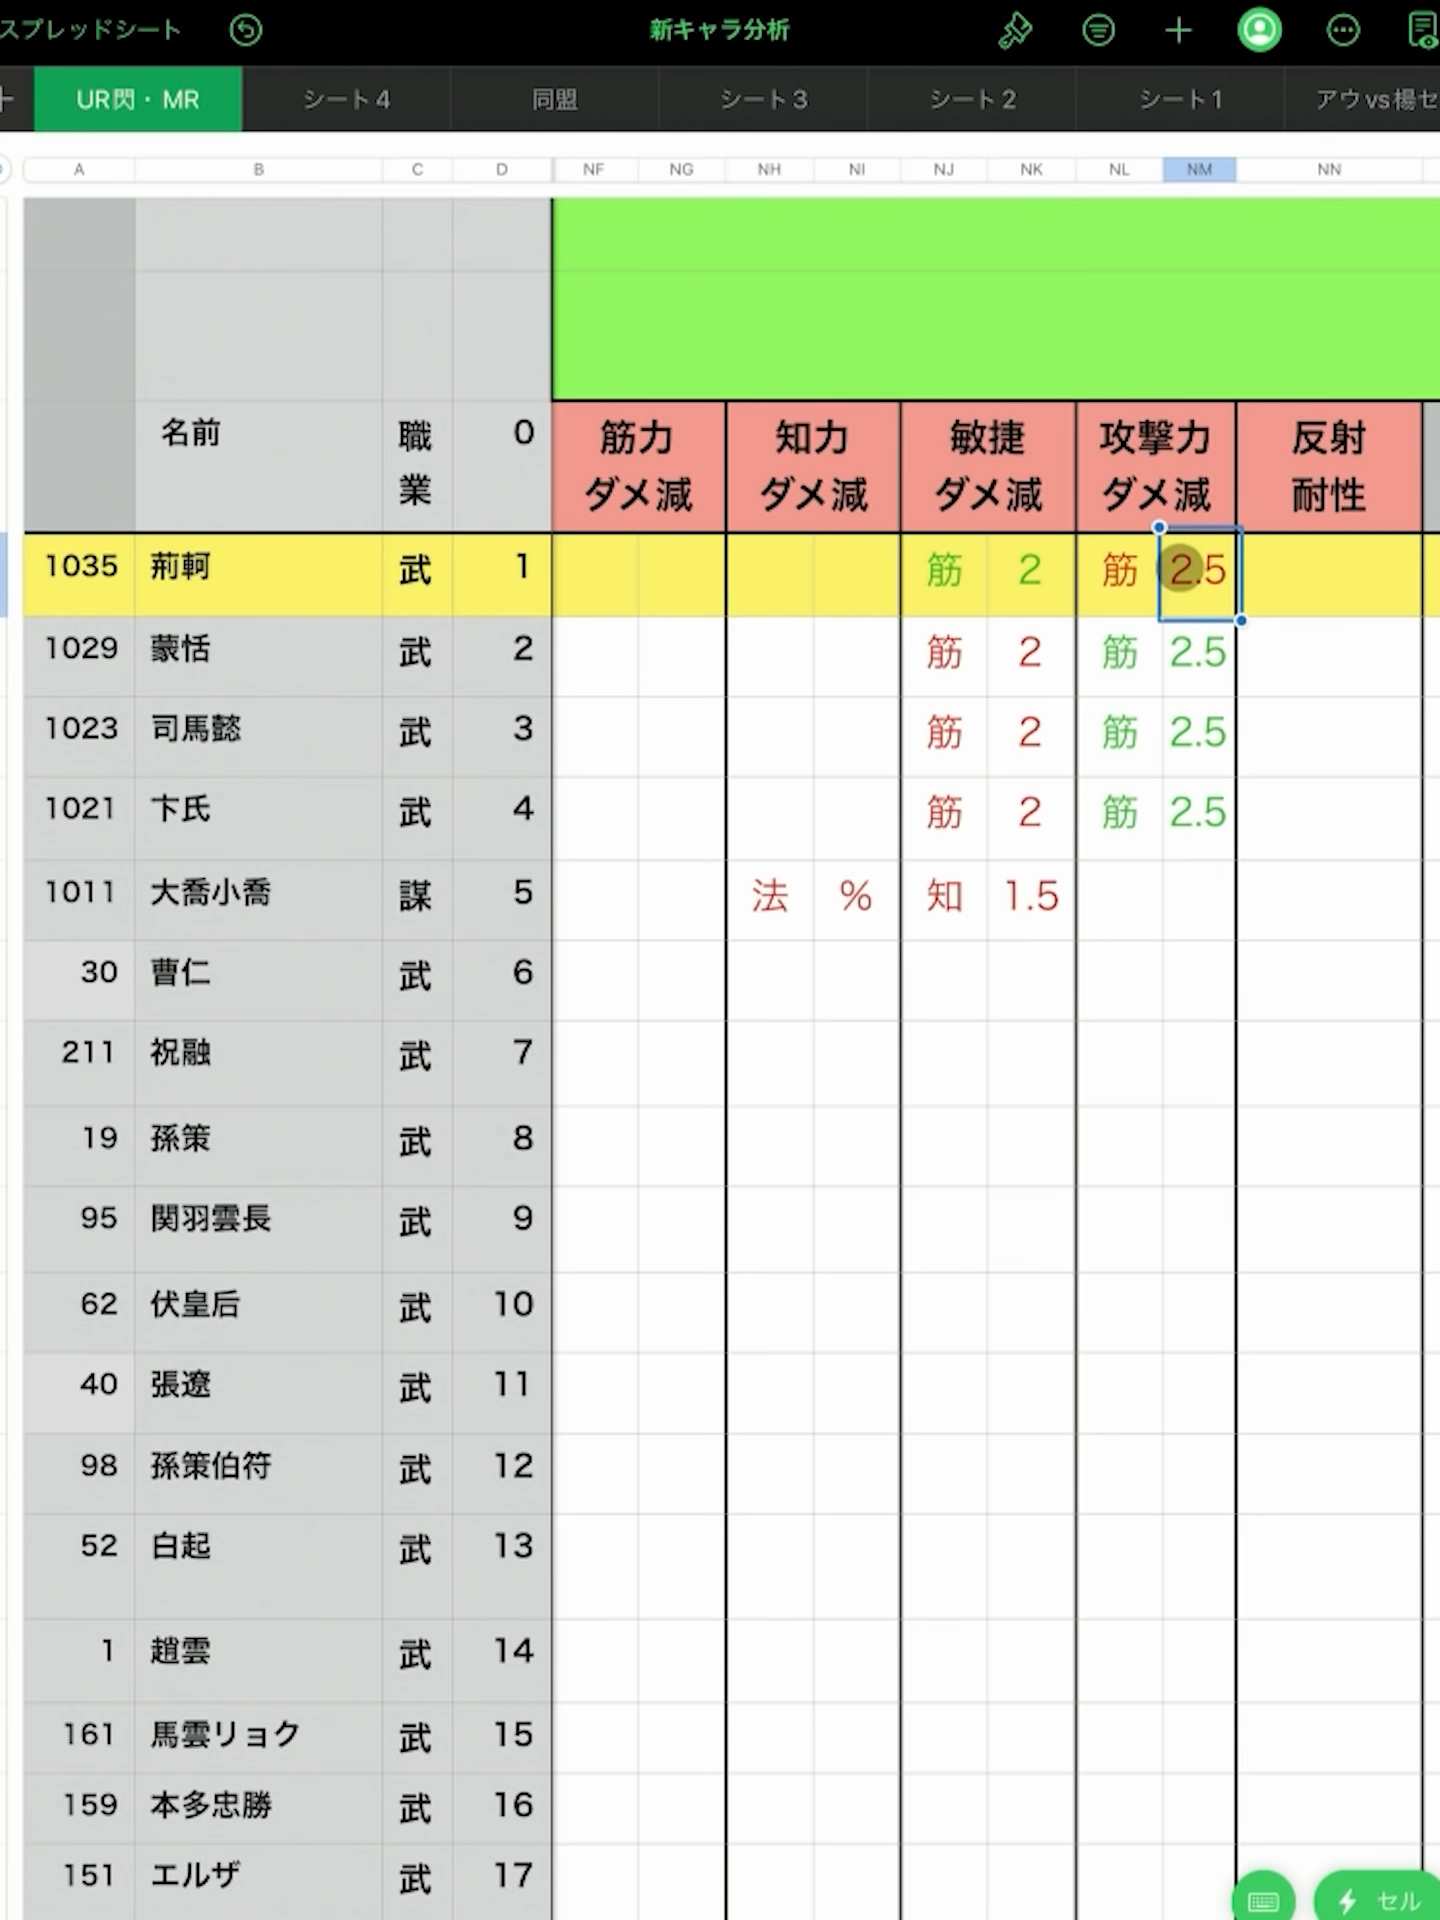 スプレッドシート 新キャラ分析
UR閃・MR シート4 同盟 シート3 シート2 シート1 アウvs楊セ
A B C D NF NG NH NI NJ NK NL NM NN
名前 職業 0 筋力ダメ減 知力ダメ減 敏捷ダメ減 攻撃力ダメ減 反射耐性
1035 荊軻 武 1 筋 2 筋 2.5
1029 蒙恬 武 2 筋 2 筋 2.5
1023 司馬懿 武 3 筋 2 筋 2.5
1021 卞氏 武 4 筋 2 筋 2.5
1011 大喬小喬 謀 5 法 % 知 1.5
30 曹仁 武 6
211 祝融 武 7
19 孫策 武 8
95 関羽雲長 武 9
62 伏皇后 武 10
40 張遼 武 11
98 孫策伯符 武 12
52 白起 武 13
1 趙雲 武 14
161 馬雲リョク 武 15
159 本多忠勝 武 16
151 エルザ 武 17
セル